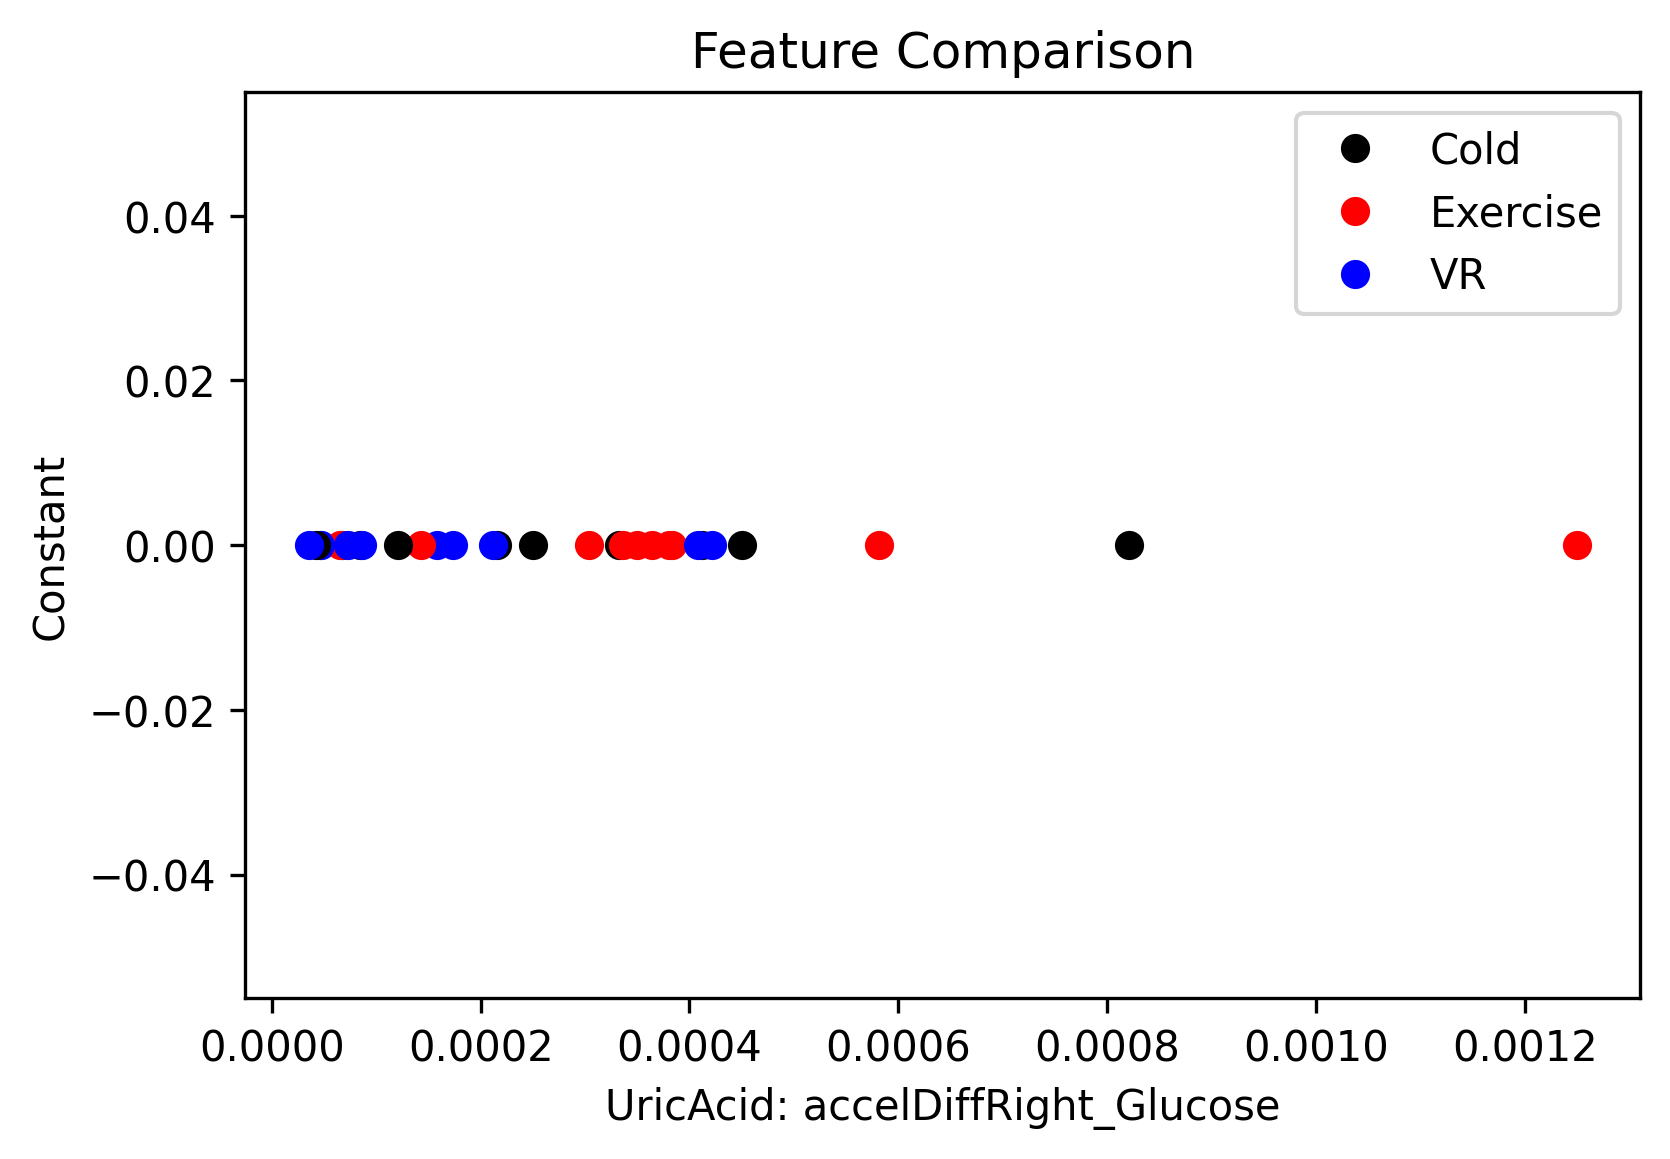 Feature Comparison
Cold
Exercise
VR
0.04
0.02
0.00
−0.02
−0.04
Constant
0.0000 0.0002 0.0004 0.0006 0.0008 0.0010 0.0012
UricAcid: accelDiffRight_Glucose